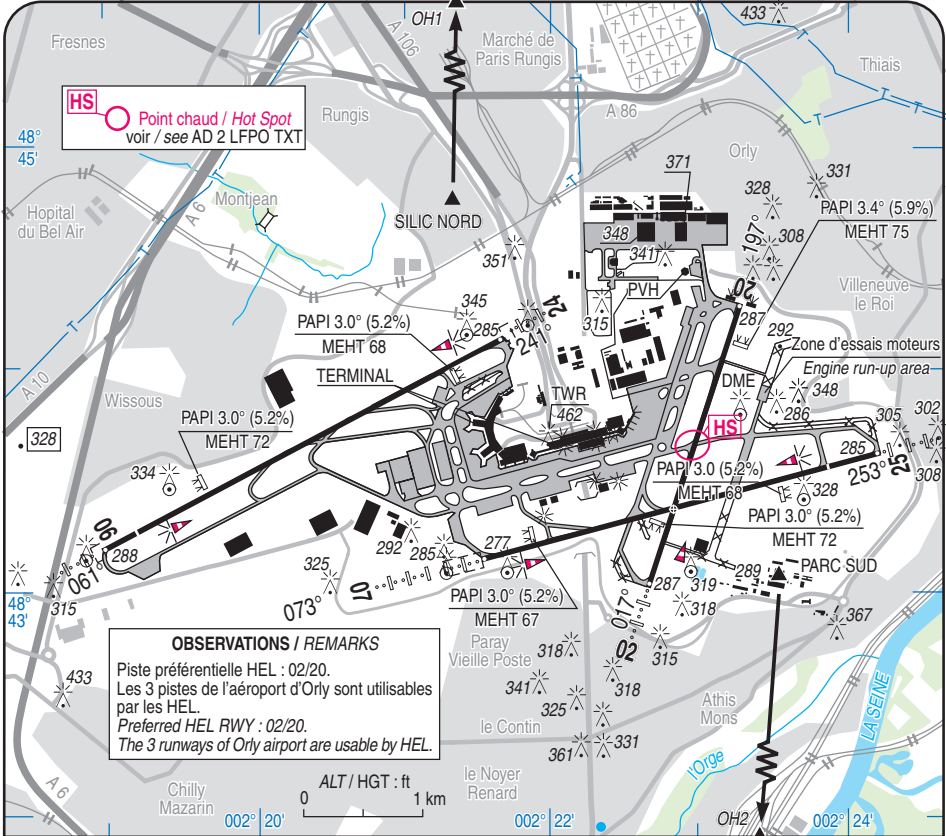 OH1
433
Fresnes
A 106
Marché de
Paris Rungis
Thiais
HS
Point chaud / Hot Spot
voir / see AD 2 LFPO TXT
Rungis
A 86
48°
45'
Orly
371
331
328
PAPI 3.4° (5.9%)
MEHT 75
A 6
Montjean
Hopital
du Bel Air
SILIC NORD
348
341
197°
308
351
PVH
20
Villeneuve
le Roi
345
285
24
241°
315
287
292
PAPI 3.0° (5.2%)
MEHT 68
Zone d'essais moteurs
Engine run-up area
A 10
TERMINAL
TWR
462
DME
348
286
Wissous
PAPI 3.0° (5.2%)
MEHT 72
305
302
HS
328
285
253°
25
308
334
PAPI 3.0 (5.2%)
MEHT 68
328
PAPI 3.0° (5.2%)
MEHT 72
06
061°
288
292
285
277
325
289
PARC SUD
315
073°
07
PAPI 3.0° (5.2%)
MEHT 67
287
319
48°
43'
017°
02
318
367
315
OBSERVATIONS / REMARKS
Piste préférentielle HEL : 02/20.
Les 3 pistes de l'aéroport d'Orly sont utilisables
par les HEL.
Preferred HEL RWY : 02/20.
The 3 runways of Orly airport are usable by HEL.
Paray
Vieille Poste
318
318
341
325
433
le Contin
361
331
Athis
Mons
LA SEINE
l'Orge
A 6
Chilly
Mazarin
ALT / HGT : ft
0
1 km
le Noyer
Renard
002° 20'
002° 22'
OH2
002° 24'